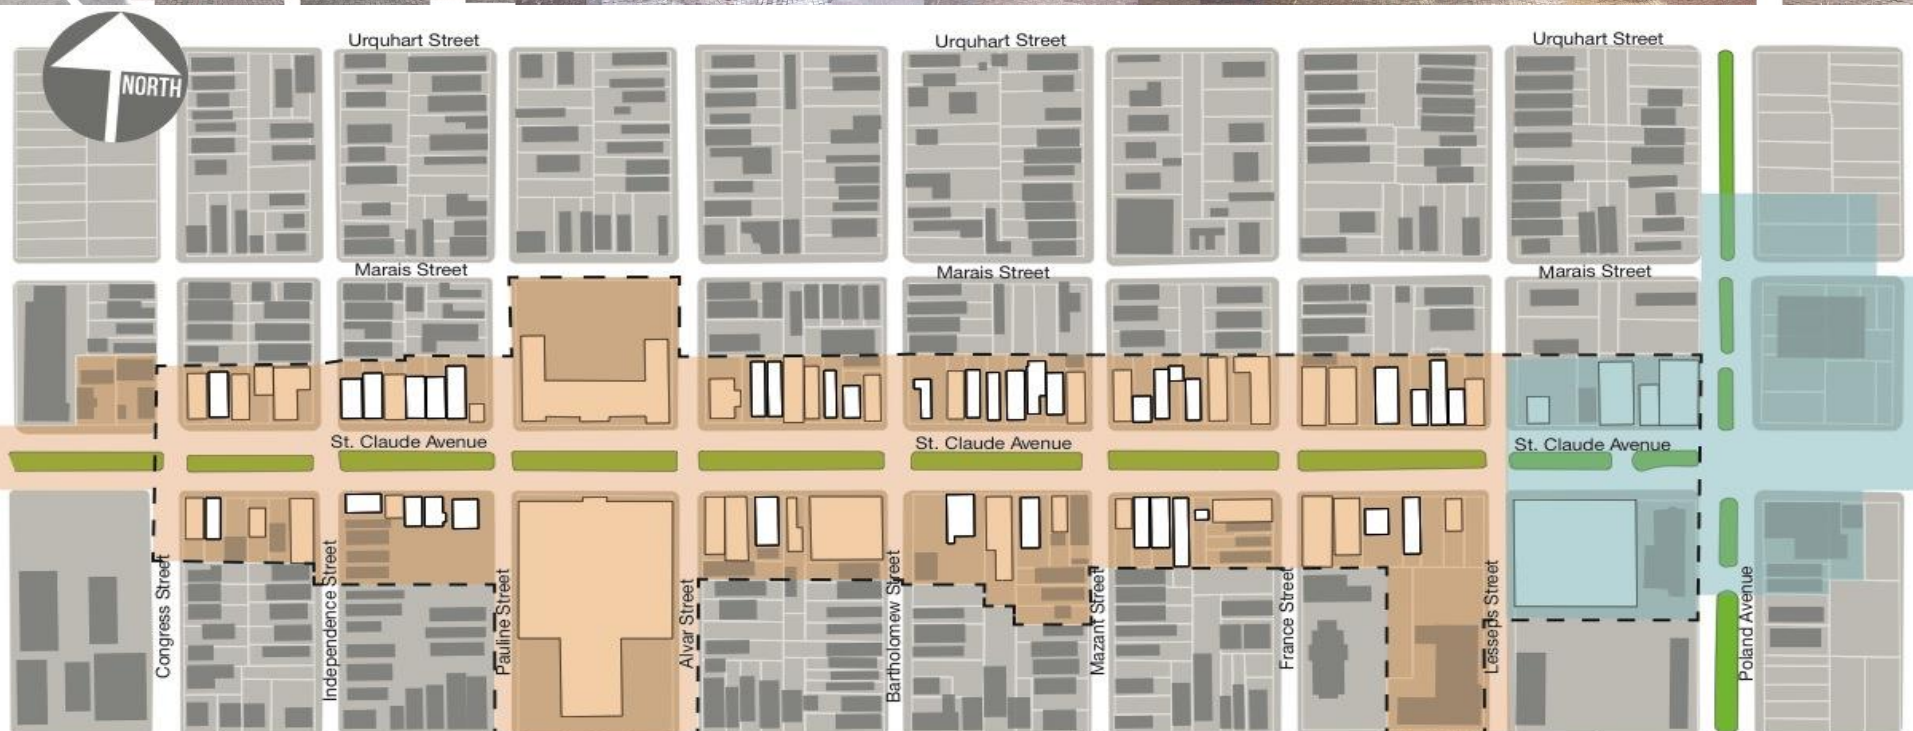 Urquhart Street
Urquhart Street
Urquhart Street
NORTH
Marais Street
Marais Street
Marais Street
St. Claude Avenue
St. Claude Avenue
St. Claude Avenue
Congress Street
Independence Street
Pauline Street
Alvar Street
Bartholomew Street
Mazant Street
France Street
Lesseps Street
Poland Avenue